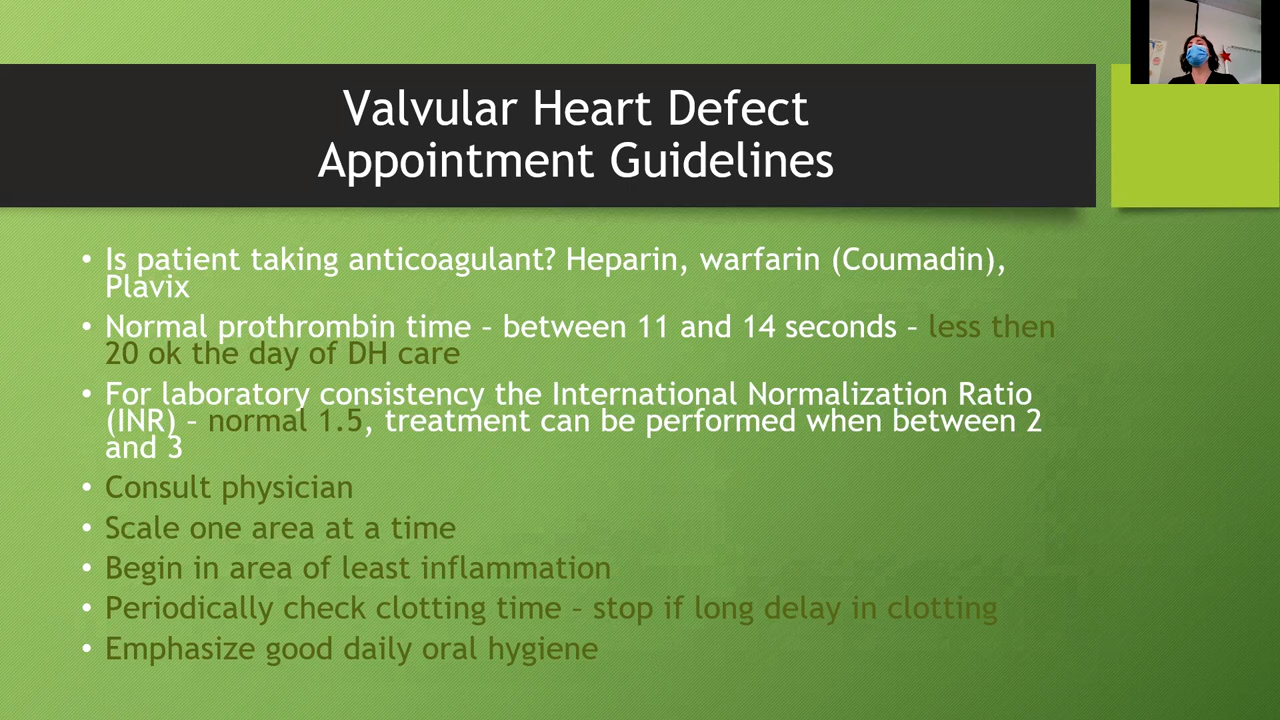 Valvular Heart Defect
Appointment Guidelines
• Is patient taking anticoagulant? Heparin, warfarin (Coumadin),
Plavix
• Normal prothrombin time – between 11 and 14 seconds – less then
20 ok the day of DH care
• For laboratory consistency the International Normalization Ratio
(INR) – normal 1.5, treatment can be performed when between 2
and 3
• Consult physician
• Scale one area at a time
• Begin in area of least inflammation
• Periodically check clotting time – stop if long delay in clotting
• Emphasize good daily oral hygiene